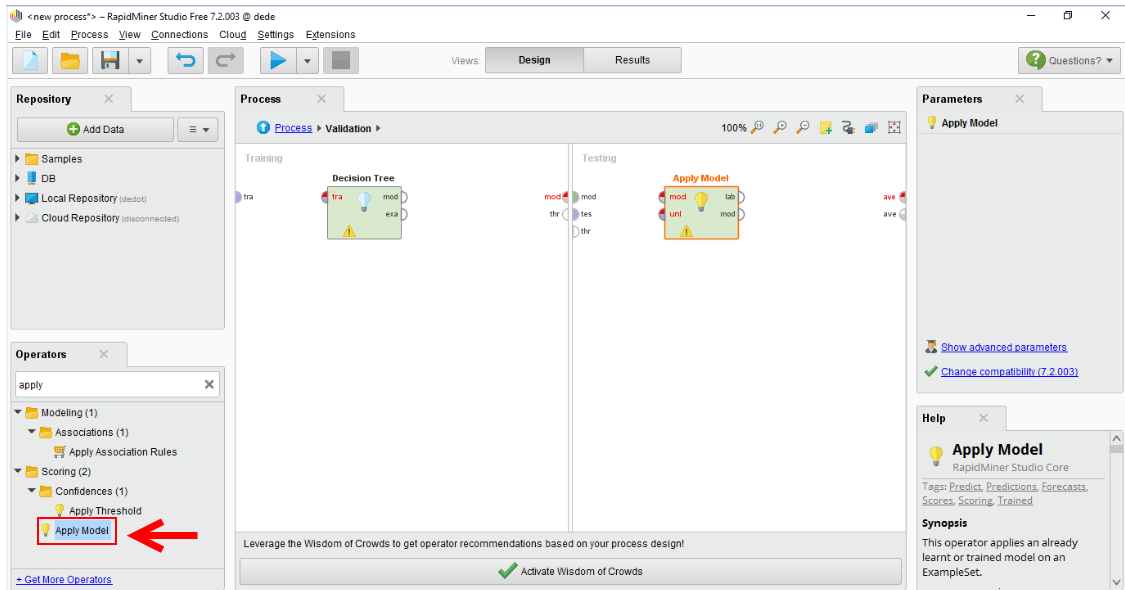 <new process*> – RapidMiner Studio Free 7.2.003 @ dede
File Edit Process View Connections Cloud Settings Extensions
Views: Design Results
Questions?
Repository
Add Data
Samples
DB
Local Repository (dedot)
Cloud Repository (disconnected)
Operators
apply
Modeling (1)
Associations (1)
Apply Association Rules
Scoring (2)
Confidences (1)
Apply Threshold
Apply Model
+ Get More Operators
Process
Process Validation
100%
Training
Decision Tree
tra
tra mod
exa
mod
thr
Testing
Apply Model
mod
tes
thr
mod lab
unl mod
ave
ave
Leverage the Wisdom of Crowds to get operator recommendations based on your process design!
Activate Wisdom of Crowds
Parameters
Apply Model
Show advanced parameters
Change compatibility (7.2.003)
Help
Apply Model
RapidMiner Studio Core
Tags: Predict, Predictions, Forecasts,
Scores, Scoring, Trained
Synopsis
This operator applies an already
learnt or trained model on an
ExampleSet.